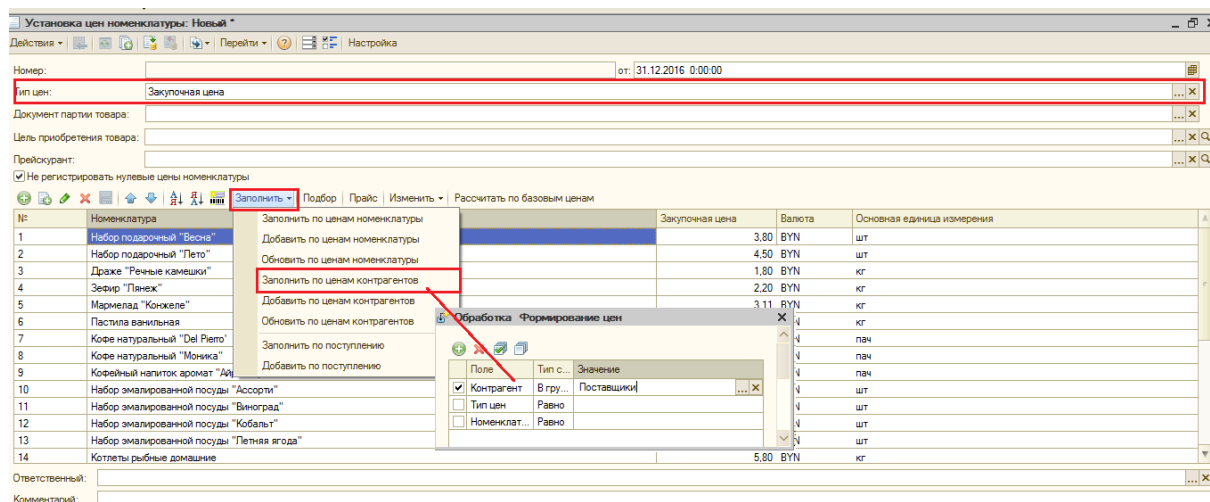 Установка цен номенклатуры: Новый *
Действия Перейти Настройка
Номер: от: 31.12.2016 0:00:00
Тип цен: Закупочная цена
Документ партии товара:
Цель приобретения товара:
Прейскурант:
Не регистрировать нулевые цены номенклатуры
Заполнить Подбор Прайс Изменить Рассчитать по базовым ценам
№ Номенклатура Закупочная цена Валюта Основная единица измерения
1 Набор подарочный "Весна" 3,80 BYN шт
2 Набор подарочный "Лето" 4,50 BYN шт
3 Драже "Речные камешки" 1,80 BYN кг
4 Зефир "Лянеж" 2,20 BYN кг
5 Мармелад "Конжеле" 3,11 BYN кг
6 Пастила ванильная кг
7 Кофе натуральный "Del Pierro" пач
8 Кофе натуральный "Моника" пач
9 Кофейный напиток аромат пач
10 Набор эмалированной посуды "Ассорти" шт
11 Набор эмалированной посуды "Виноград" шт
12 Набор эмалированной посуды "Кобальт" шт
13 Набор эмалированной посуды "Летняя ягода" шт
14 Котлеты рыбные домашние 5,80 BYN кг
Заполнить по ценам номенклатуры
Добавить по ценам номенклатуры
Обновить по ценам номенклатуры
Заполнить по ценам контрагентов
Добавить по ценам контрагентов
Обновить по ценам контрагентов
Заполнить по поступлению
Добавить по поступлению
Обработка Формирование цен
Поле Тип с... Значение
Контрагент В гру... Поставщики
Тип цен Равно
Номенклат... Равно
Ответственный:
Комментарий: